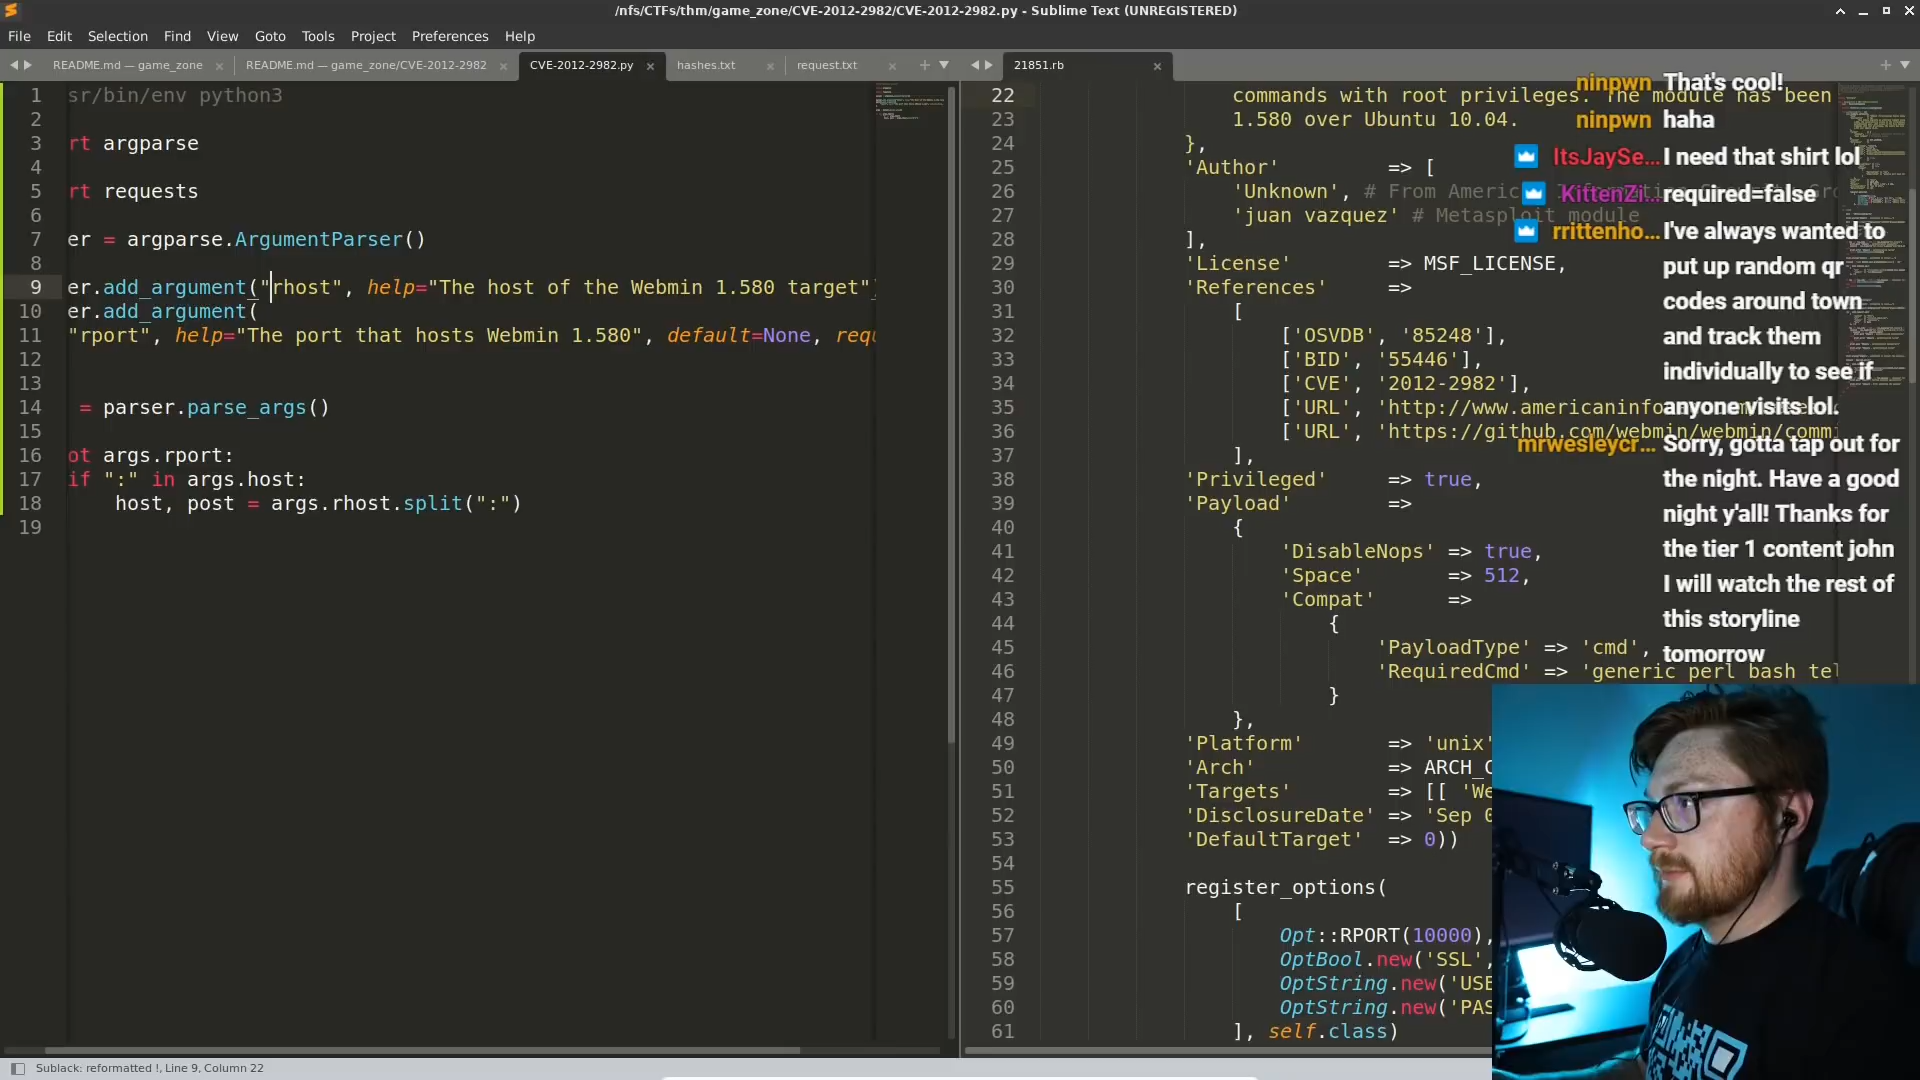 /nfs/CTFs/thm/game_zone/CVE-2012-2982/CVE-2012-2982.py - Sublime Text (UNREGISTERED)
File Edit Selection Find View Goto Tools Project Preferences Help
README.md — game_zone
README.md — game_zone/CVE-2012-2982
CVE-2012-2982.py
hashes.txt
request.txt
21851.rb
1 sr/bin/env python3
2
3 rt argparse
4
5 rt requests
6
7 er = argparse.ArgumentParser()
8
9 er.add_argument("rhost", help="The host of the Webmin 1.580 target")
10 er.add_argument(
11 "rport", help="The port that hosts Webmin 1.580", default=None, requ
12
13
14 = parser.parse_args()
15
16 ot args.rport:
17 if ":" in args.host:
18 host, post = args.rhost.split(":")
19
22 commands with root privileges. The module has been
23 1.580 over Ubuntu 10.04.
24 },
25 'Author' => [
26 'Unknown', # From Americ
27 'juan vazquez' # Metasploit module
28 ],
29 'License' => MSF_LICENSE,
30 'References' =>
31 [
32 ['OSVDB', '85248'],
33 ['BID', '55446'],
34 ['CVE', '2012-2982'],
35 ['URL', 'http://www.americaninfo
36 ['URL', 'https://github.com/webmin/webmin/commi
37 ],
38 'Privileged' => true,
39 'Payload' =>
40 {
41 'DisableNops' => true,
42 'Space' => 512,
43 'Compat' =>
44 {
45 'PayloadType' => 'cmd',
46 'RequiredCmd' => 'generic perl bash tel
47 }
48 },
49 'Platform' => 'unix'
50 'Arch' => ARCH_C
51 'Targets' => [[ 'We
52 'DisclosureDate' => 'Sep 0
53 'DefaultTarget' => 0))
54
55 register_options(
56 [
57 Opt::RPORT(10000),
58 OptBool.new('SSL',
59 OptString.new('USE
60 OptString.new('PAS
61 ], self.class)
ninpwn That's cool!
ninpwn haha
ItsJaySe... I need that shirt lol
KittenZi... required=false
rrittenho... I've always wanted to
put up random qr
codes around town
and track them
individually to see if
anyone visits lol.
mrwesleycr... Sorry, gotta tap out for
the night. Have a good
night y'all! Thanks for
the tier 1 content john
I will watch the rest of
this storyline
tomorrow
Sublack: reformatted !, Line 9, Column 22